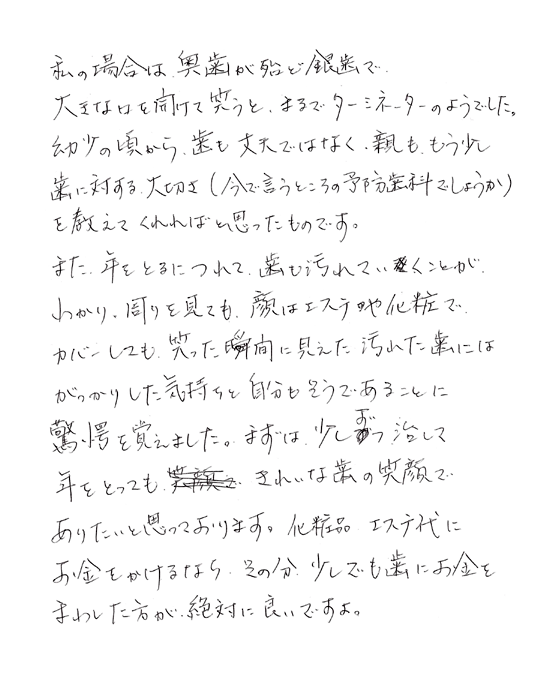 私の場合は、奥歯が殆ど銀歯で、
大きな口を開けて笑うと、まるでターミネーターのようでした。
幼少の頃から、歯も丈夫ではなく、親も、もう少し
歯に対する、大切さ（今で言うところの予防歯科でしょうか）
を教えてくれればと思ったものです。
また、年をとるにつれて、歯も汚れていくことが、
わかり、周りを見ても、顔はエステや化粧で、
カバーしても、笑った瞬間に見えた汚れた歯には
がっかりした気持ちと自分もそうであることに
驚愕を覚えました。まずは、少しずつ治して
年をとっても、笑顔で きれいな歯の笑顔で
ありたいと思っております。化粧品、エステ代に
お金をかけるなら、その分、少しでも歯にお金を
まわした方が、絶対に良いですよ。